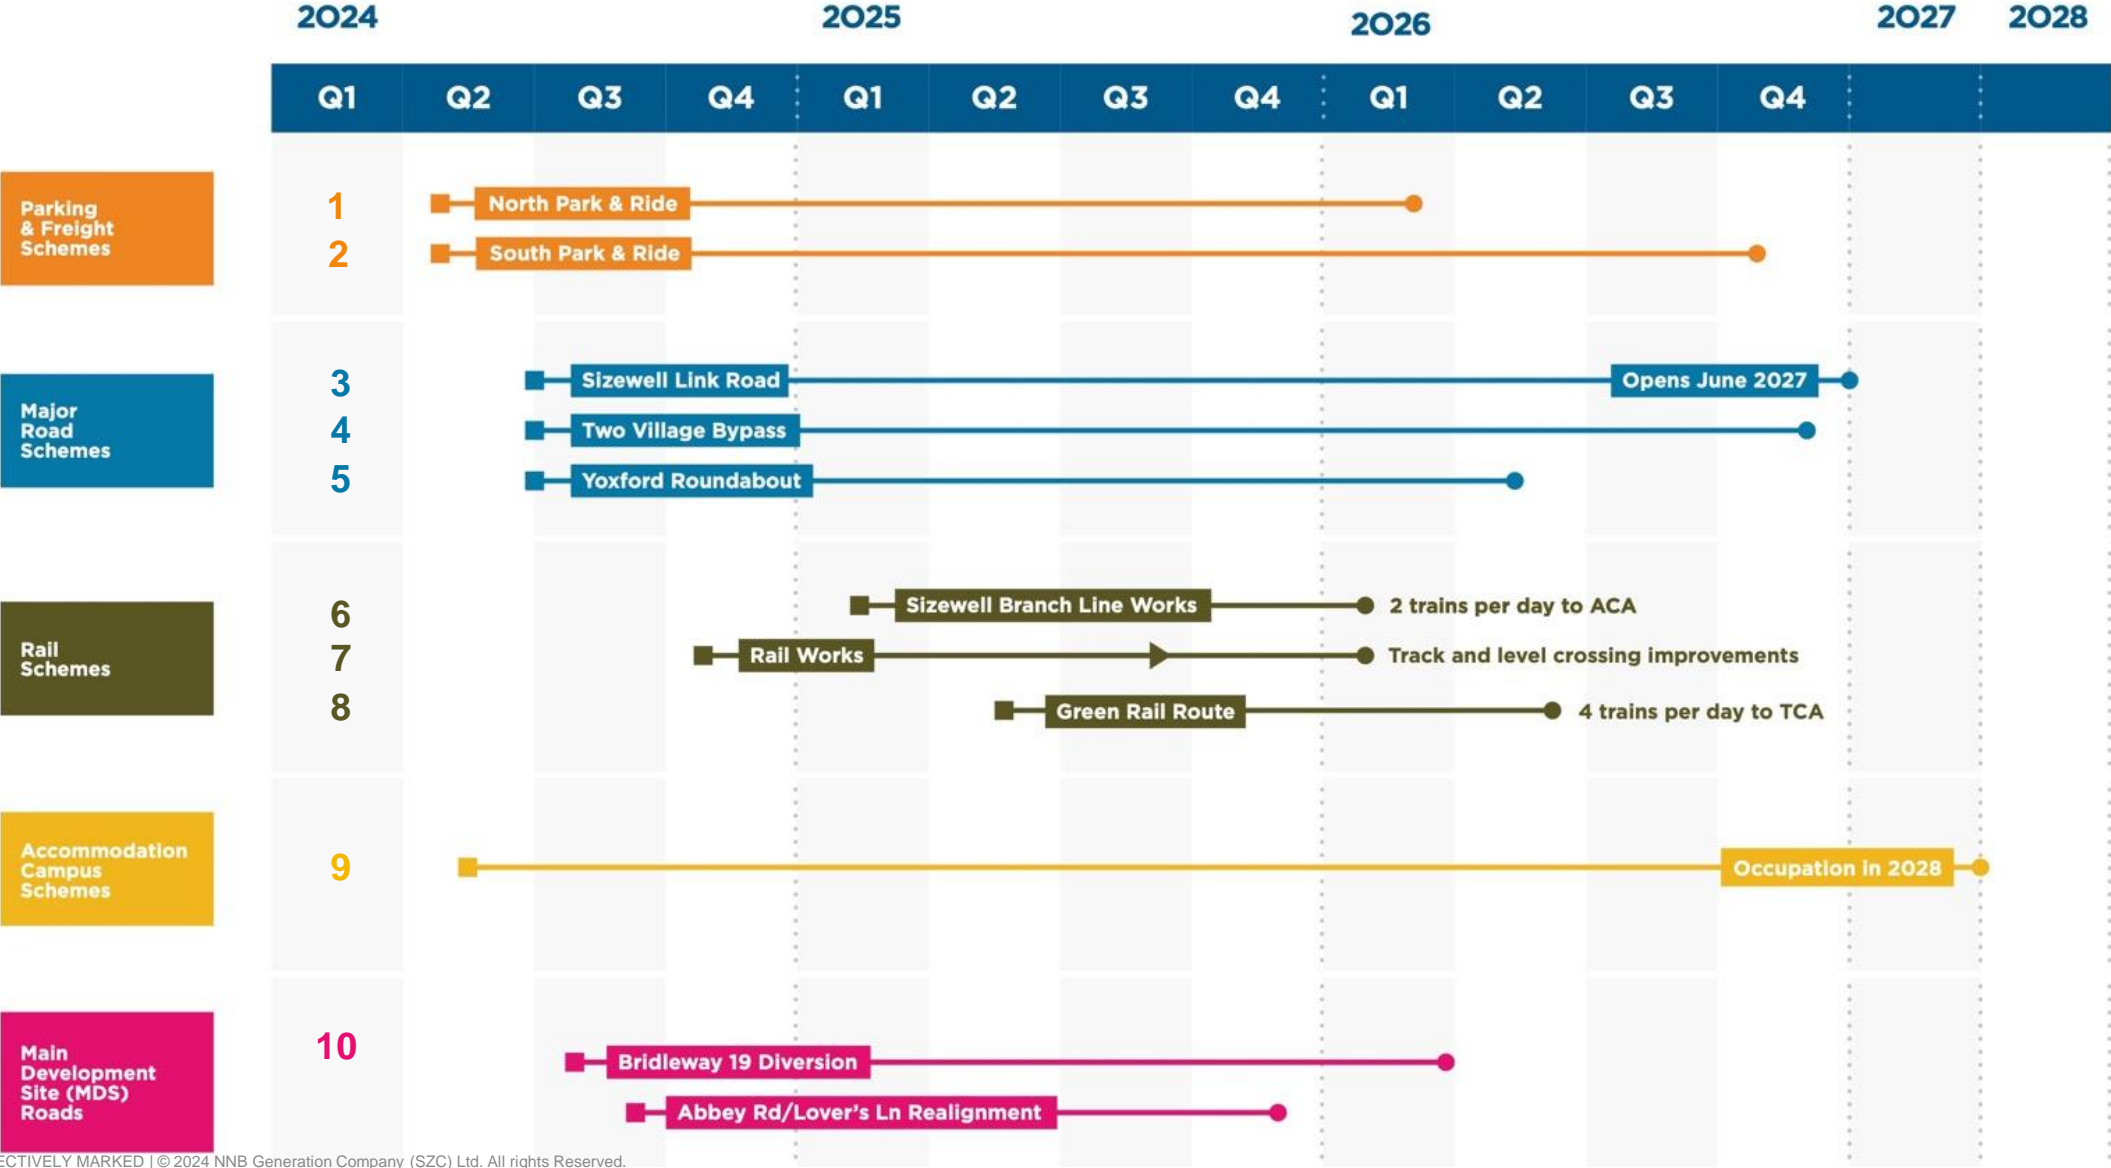 2024 2025 2026 2027 2028
Q1 Q2 Q3 Q4 Q1 Q2 Q3 Q4 Q1 Q2 Q3 Q4
Parking
& Freight
Schemes
1 North Park & Ride
2 South Park & Ride
Major
Road
Schemes
3 Sizewell Link Road Opens June 2027
4 Two Village Bypass
5 Yoxford Roundabout
Rail
Schemes
6 Sizewell Branch Line Works 2 trains per day to ACA
7 Rail Works Track and level crossing improvements
8 Green Rail Route 4 trains per day to TCA
Accommodation
Campus
Schemes
9 Occupation in 2028
Main
Development
Site (MDS)
Roads
10 Bridleway 19 Diversion
Abbey Rd/Lover's Ln Realignment
ECTIVELY MARKED | © 2024 NNB Generation Company (SZC) Ltd. All rights Reserved.